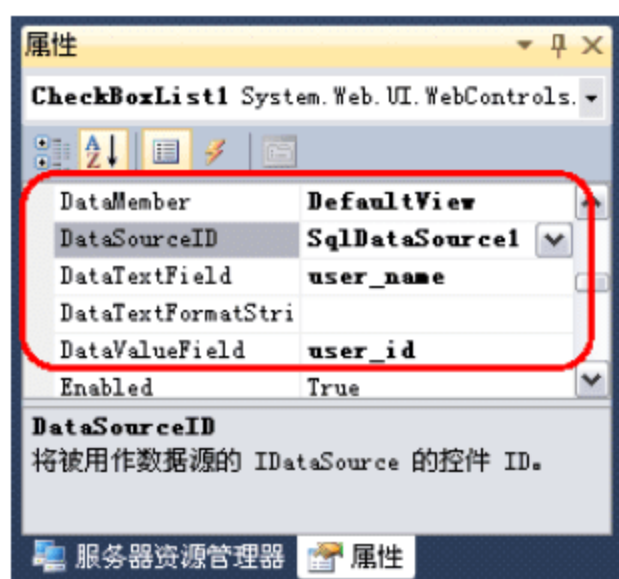 属性
CheckBoxList1 System.Web.UI.WebControls.
DataMember DefaultView
DataSourceID SqlDataSource1
DataTextField user_name
DataTextFormatStri
DataValueField user_id
Enabled True
DataSourceID
将被用作数据源的 IDataSource 的控件 ID。
服务器资源管理器 属性